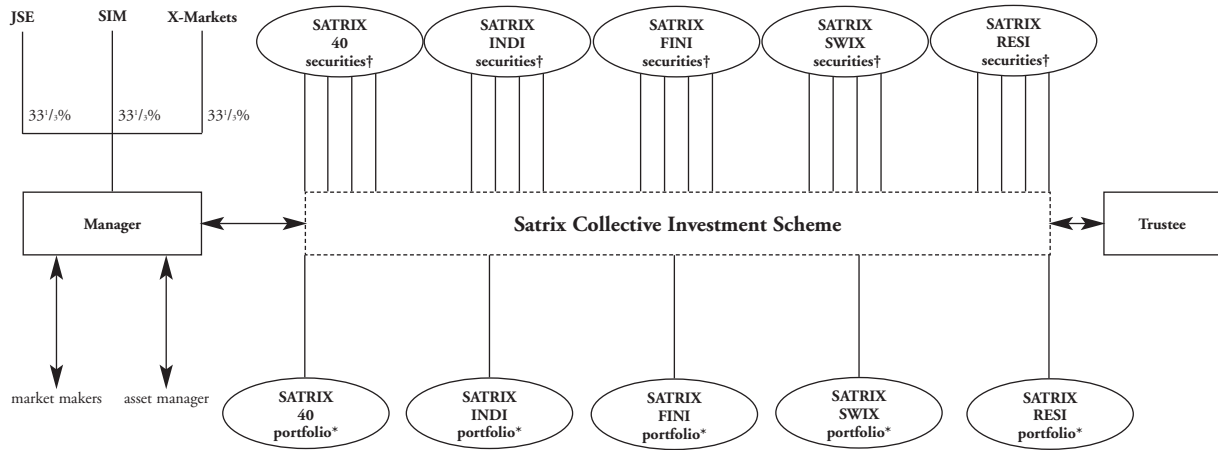 JSE SIM X-Markets
33¹/₃% 33¹/₃% 33¹/₃%
SATRIX
40
securities†
SATRIX
INDI
securities†
SATRIX
FINI
securities†
SATRIX
SWIX
securities†
SATRIX
RESI
securities†
Manager
Satrix Collective Investment Scheme
Trustee
market makers
asset manager
SATRIX
40
portfolio*
SATRIX
INDI
portfolio*
SATRIX
FINI
portfolio*
SATRIX
SWIX
portfolio*
SATRIX
RESI
portfolio*